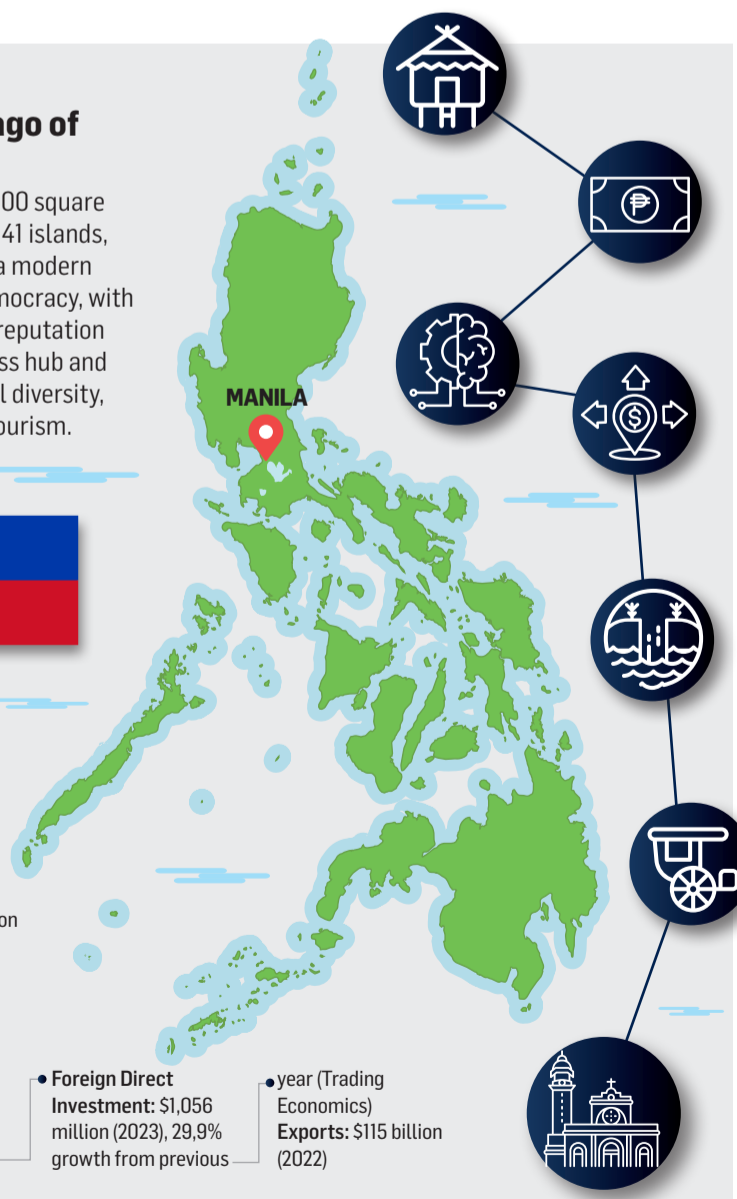 ago of
00 square
41 islands,
a modern
mocracy, with
reputation
ss hub and
l diversity,
ourism.
MANILA
on
Foreign Direct
Investment: $1,056
million (2023), 29,9%
growth from previous
year (Trading
Economics)
Exports: $115 billion
(2022)
₱
$